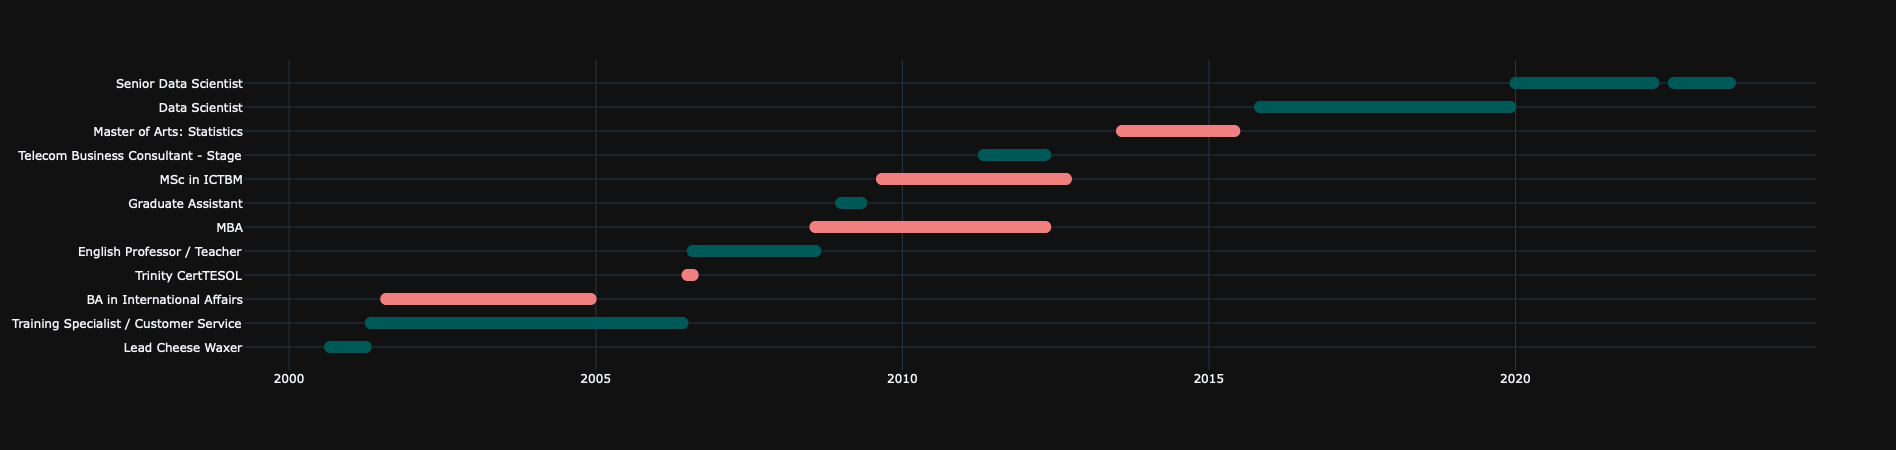 Senior Data Scientist
Data Scientist
Master of Arts: Statistics
Telecom Business Consultant - Stage
MSc in ICTBM
Graduate Assistant
MBA
English Professor / Teacher
Trinity CertTESOL
BA in International Affairs
Training Specialist / Customer Service
Lead Cheese Waxer
2000 2005 2010 2015 2020